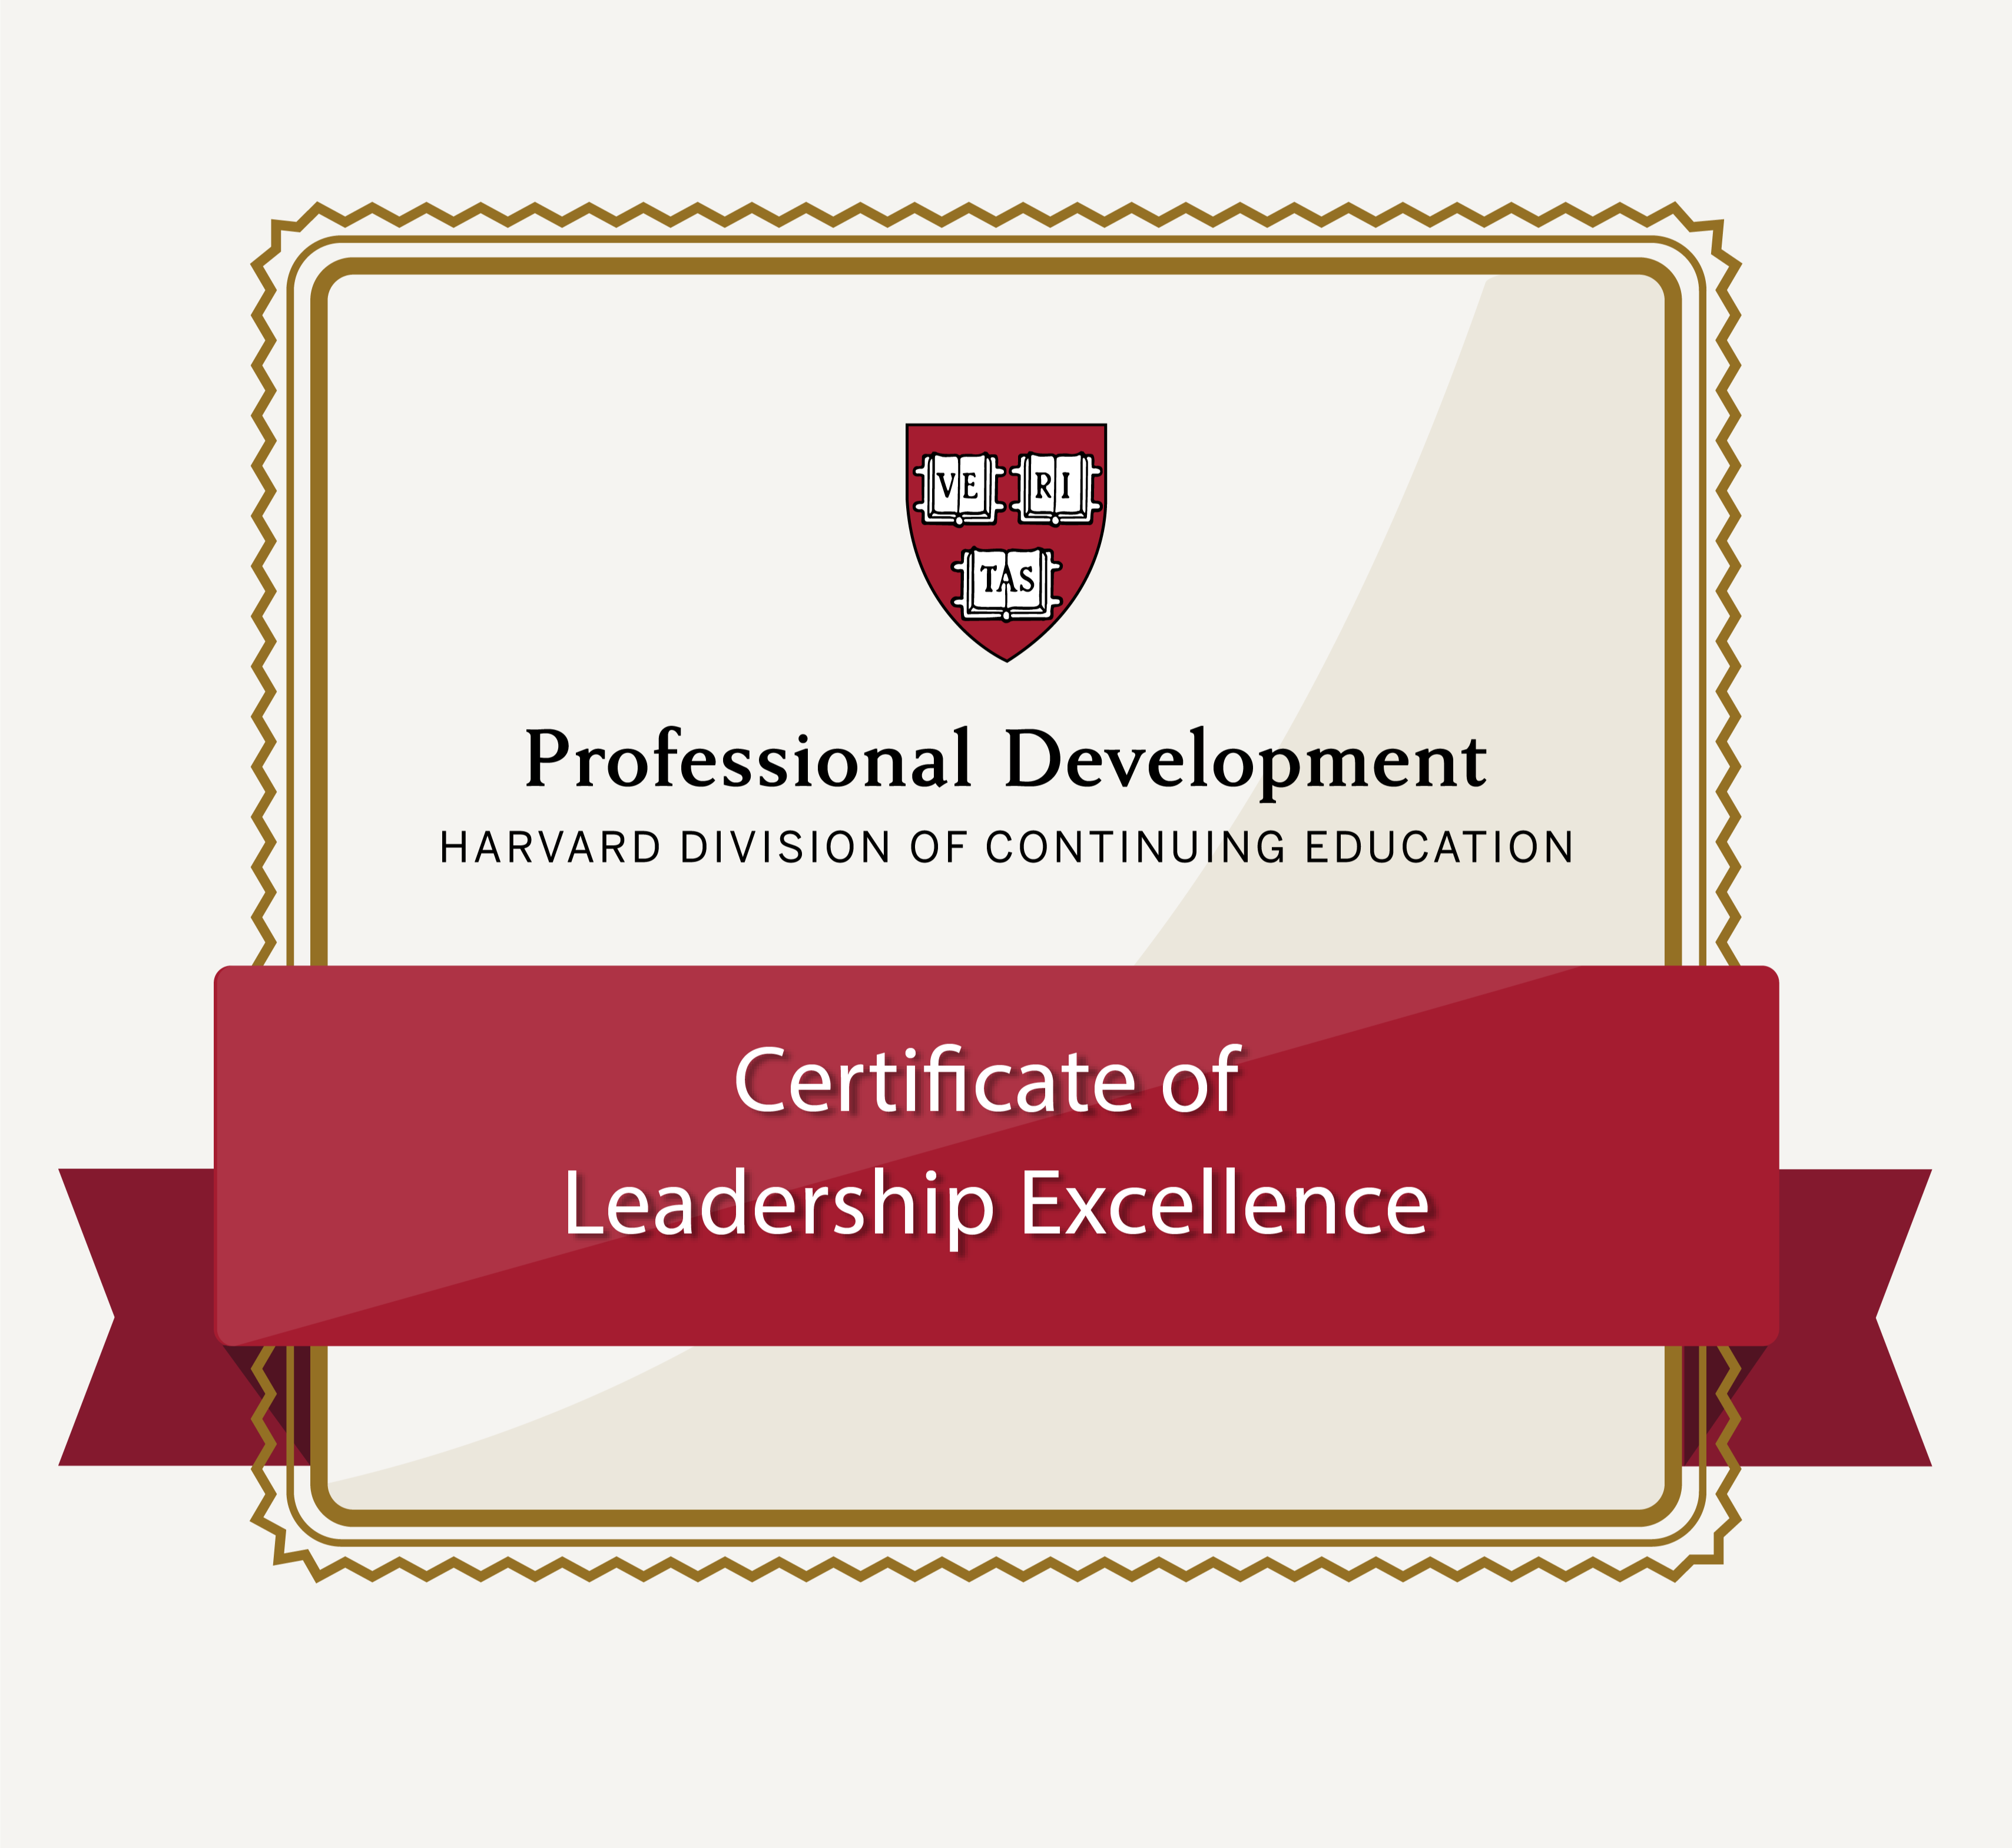 VE RI
TAS
Professional Development
HARVARD DIVISION OF CONTINUING EDUCATION
Certificate of
Leadership Excellence